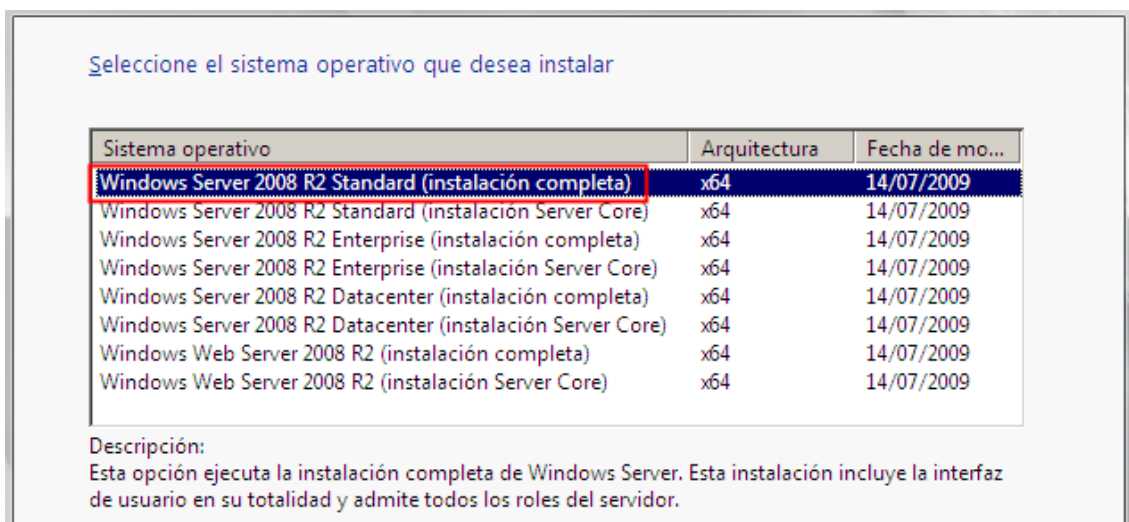 Seleccione el sistema operativo que desea instalar
Sistema operativo Arquitectura Fecha de mo...
Windows Server 2008 R2 Standard (instalación completa) x64 14/07/2009
Windows Server 2008 R2 Standard (instalación Server Core) x64 14/07/2009
Windows Server 2008 R2 Enterprise (instalación completa) x64 14/07/2009
Windows Server 2008 R2 Enterprise (instalación Server Core) x64 14/07/2009
Windows Server 2008 R2 Datacenter (instalación completa) x64 14/07/2009
Windows Server 2008 R2 Datacenter (instalación Server Core) x64 14/07/2009
Windows Web Server 2008 R2 (instalación completa) x64 14/07/2009
Windows Web Server 2008 R2 (instalación Server Core) x64 14/07/2009
Descripción:
Esta opción ejecuta la instalación completa de Windows Server. Esta instalación incluye la interfaz
de usuario en su totalidad y admite todos los roles del servidor.